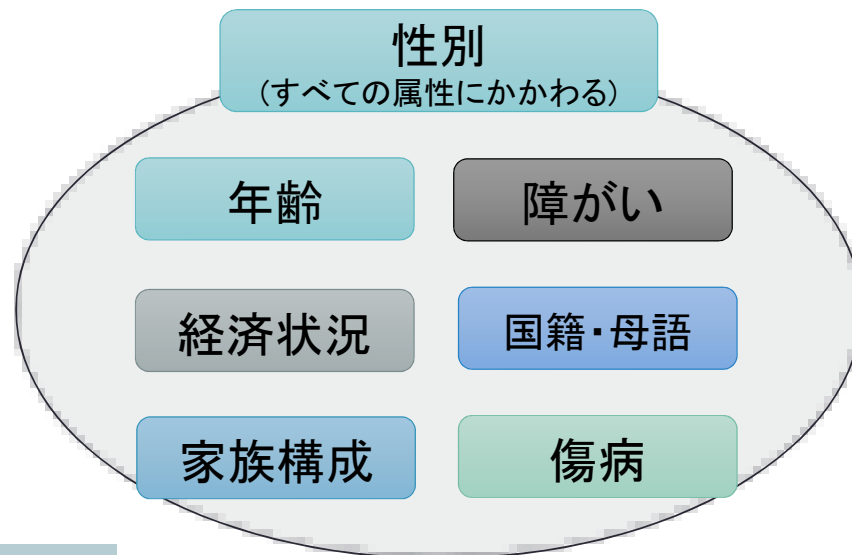 性別
(すべての属性にかかわる)
年齢
障がい
経済状況
国籍・母語
家族構成
傷病